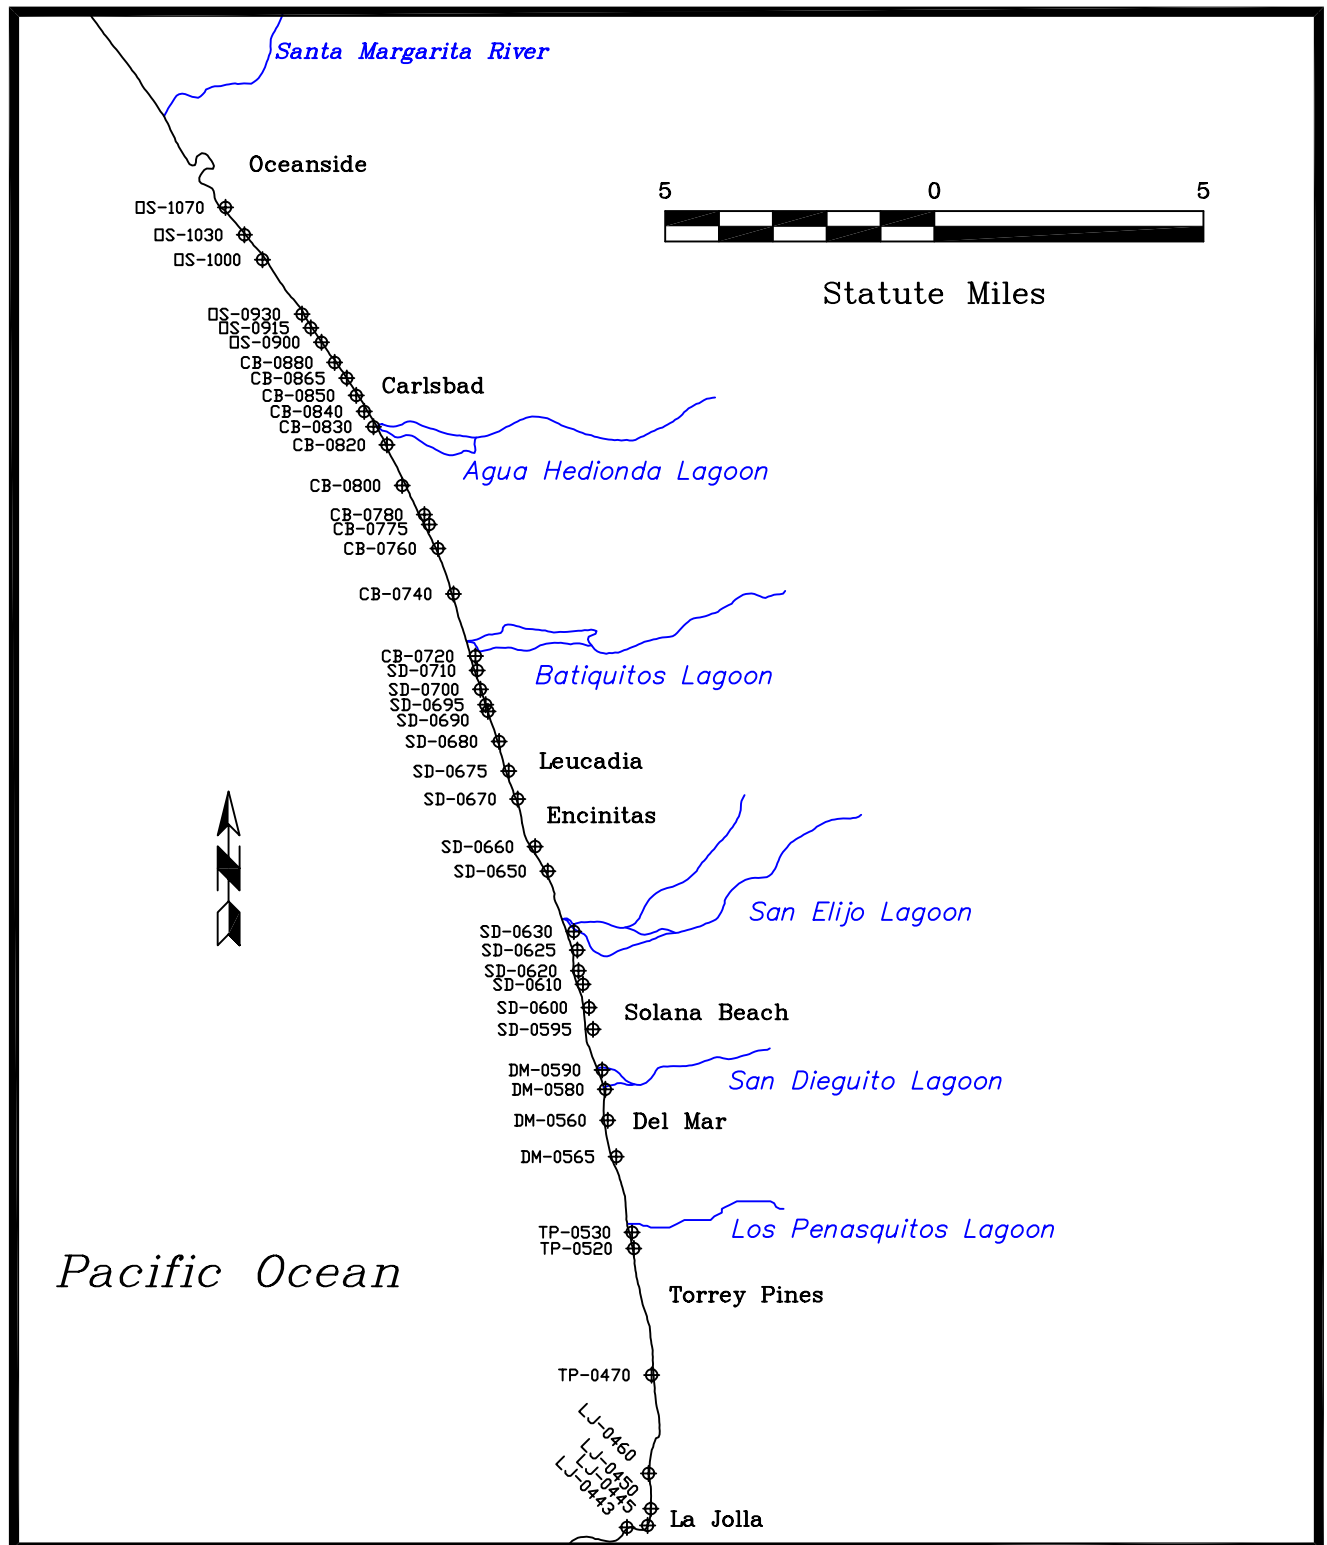 Santa Margarita River
Oceanside
5 0 5
OS-1070
OS-1030
OS-1000
Statute Miles
OS-0930
OS-0915
OS-0900
CB-0880
CB-0865
Carlsbad
CB-0850
CB-0840
CB-0830
CB-0820
Agua Hedionda Lagoon
CB-0800
CB-0780
CB-0775
CB-0760
CB-0740
CB-0720
SD-0710
Batiquitos Lagoon
SD-0700
SD-0695
SD-0690
SD-0680
Leucadia
SD-0675
SD-0670
Encinitas
SD-0660
SD-0650
N
San Elijo Lagoon
SD-0630
SD-0625
SD-0620
SD-0610
SD-0600
Solana Beach
SD-0595
DM-0590
San Dieguito Lagoon
DM-0580
DM-0560
Del Mar
DM-0565
TP-0530
Los Penasquitos Lagoon
TP-0520
Pacific Ocean
Torrey Pines
TP-0470
LJ-0460
LJ-0450
LJ-0445
LJ-0443
La Jolla